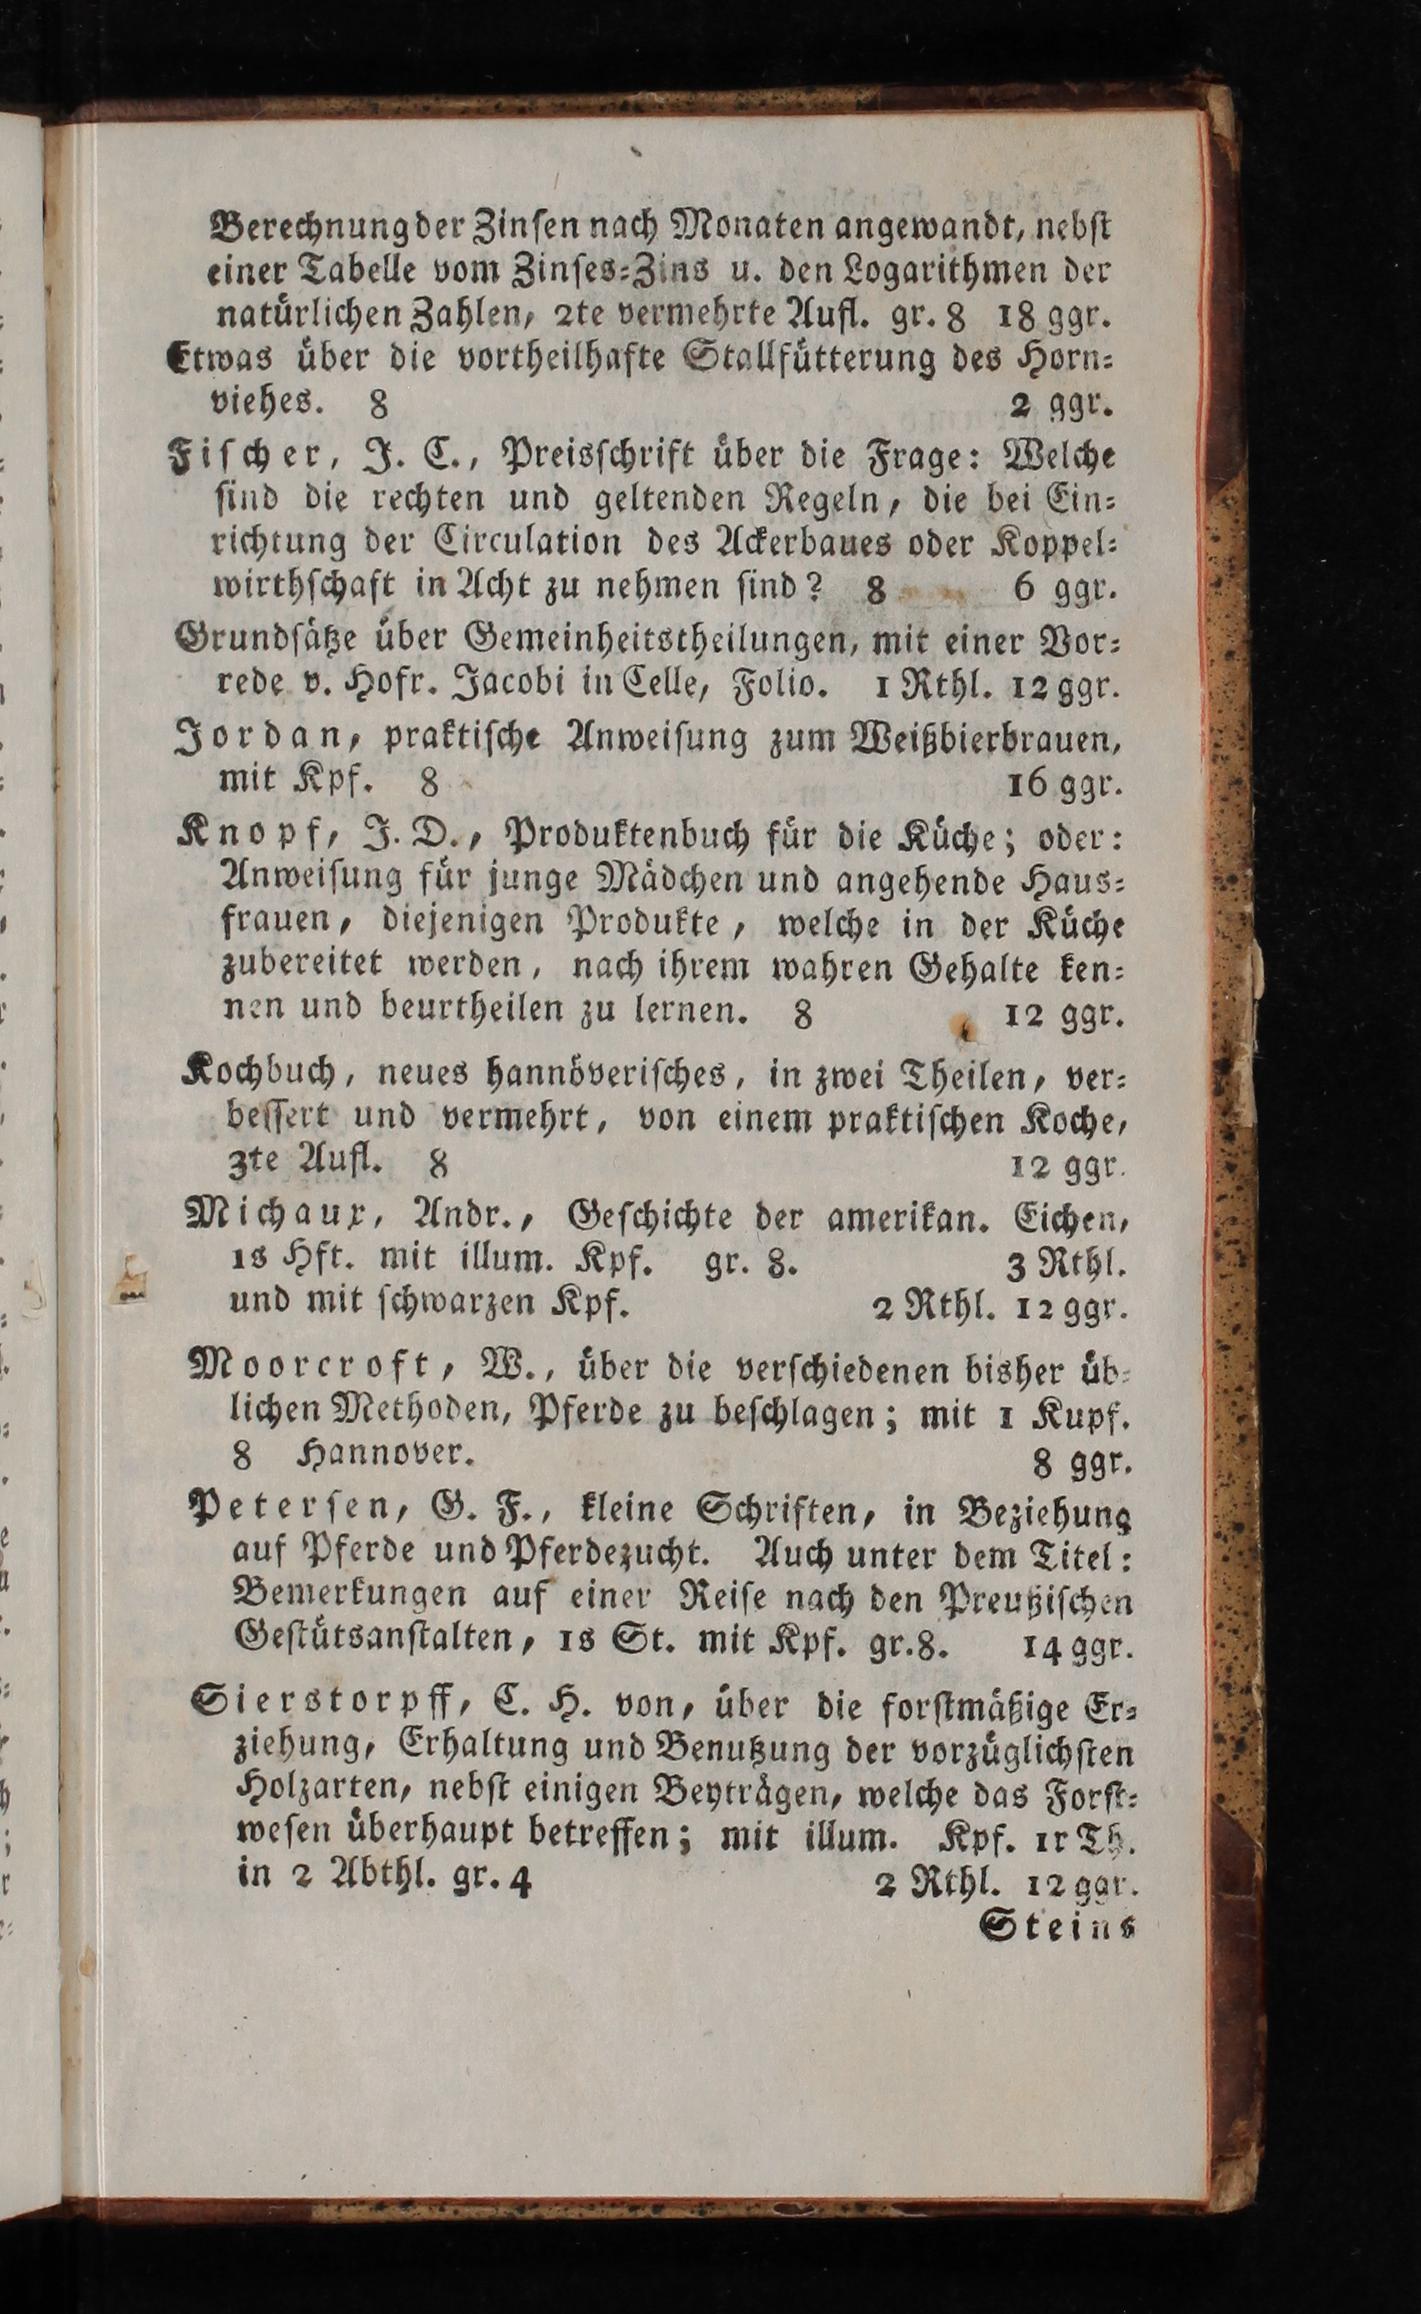 Berechnung der Zinſen nach Monaten angewandt, nebſt
einer Tabelle vom Zinſes-Zins u. den Logarithmen der
natürlichen Zahlen, 2te vermehrte Aufl. gr. 8 18 ggr.
Etwas über die vortheilhafte Stallfütterung des Horn-
viehes. 8 2 ggr.
Fiſcher, J. C., Preisſchrift über die Frage: Welche
ſind die rechten und geltenden Regeln, die bei Ein-
richtung der Circulation des Ackerbaues oder Koppel-
wirthſchaft in Acht zu nehmen ſind? 8 6 ggr.
Grundſätze über Gemeinheitstheilungen, mit einer Vor-
rede v. Hofr. Jacobi in Celle, Folio. 1 Rthl. 12 ggr.
Jordan, praktiſche Anweiſung zum Weißbierbrauen,
mit Kpf. 8 16 ggr.
Knopf, J. D., Produktenbuch für die Küche; oder:
Anweiſung für junge Mädchen und angehende Haus-
frauen, diejenigen Produkte, welche in der Küche
zubereitet werden, nach ihrem wahren Gehalte ken-
nen und beurtheilen zu lernen. 8 12 ggr.
Kochbuch, neues hannöveriſches, in zwei Theilen, ver-
beſſert und vermehrt, von einem praktiſchen Koche,
3te Aufl. 8 12 ggr.
Michaux, Andr., Geſchichte der amerikan. Eichen,
1s Hft. mit illum. Kpf. gr. 8. 3 Rthl.
und mit ſchwarzen Kpf. 2 Rthl. 12 ggr.
Moorcroft, W., über die verſchiedenen bisher üb-
lichen Methoden, Pferde zu beſchlagen; mit 1 Kupf.
8 Hannover. 8 ggr.
Peterſen, G. F., kleine Schriften, in Beziehung
auf Pferde und Pferdezucht. Auch unter dem Titel:
Bemerkungen auf einer Reiſe nach den Preußiſchen
Geſtütsanſtalten, 1s St. mit Kpf. gr. 8. 14 ggr.
Sierstorpff, C. H. von, über die forſtmäßige Er-
ziehung, Erhaltung und Benutzung der vorzüglichſten
Holzarten, nebſt einigen Beyträgen, welche das Forſt-
weſen überhaupt betreffen; mit illum. Kpf. 1r Th.
in 2 Abthl. gr. 4 2 Rthl. 12 ggr.
Steins